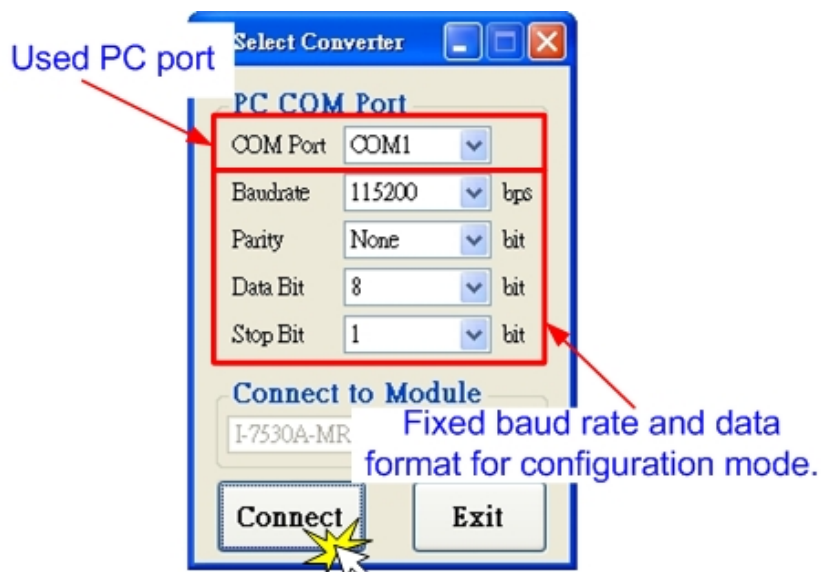 Select Converter
Used PC port
PC COM Port
COM Port COM1
Baudrate 115200 bps
Parity None bit
Data Bit 8 bit
Stop Bit 1 bit
Connect to Module
I-7530A-MR
Fixed baud rate and data
format for configuration mode.
Connect Exit